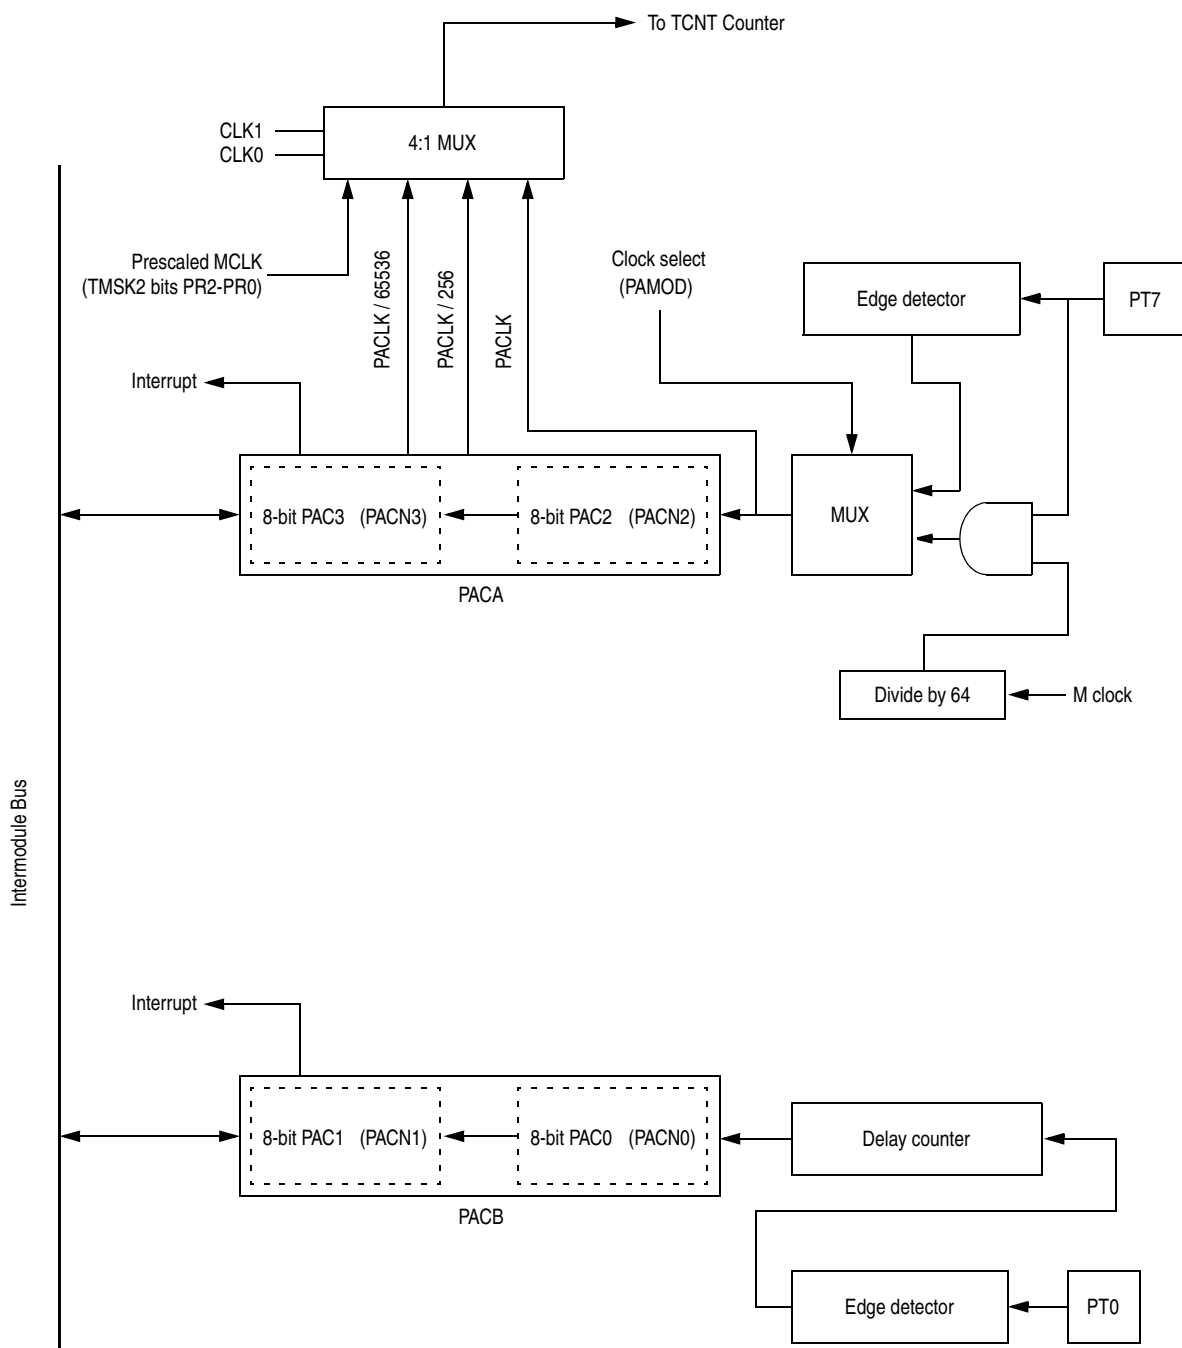 To TCNT Counter
CLK1
CLK0
4:1 MUX
Prescaled MCLK
(TMSK2 bits PR2-PR0)
PACLK / 65536
PACLK / 256
PACLK
Clock select
(PAMOD)
Edge detector
PT7
Interrupt
8-bit PAC3 (PACN3)
8-bit PAC2 (PACN2)
MUX
PACA
Divide by 64
M clock
Intermodule Bus
Interrupt
8-bit PAC1 (PACN1)
8-bit PAC0 (PACN0)
Delay counter
PACB
Edge detector
PT0